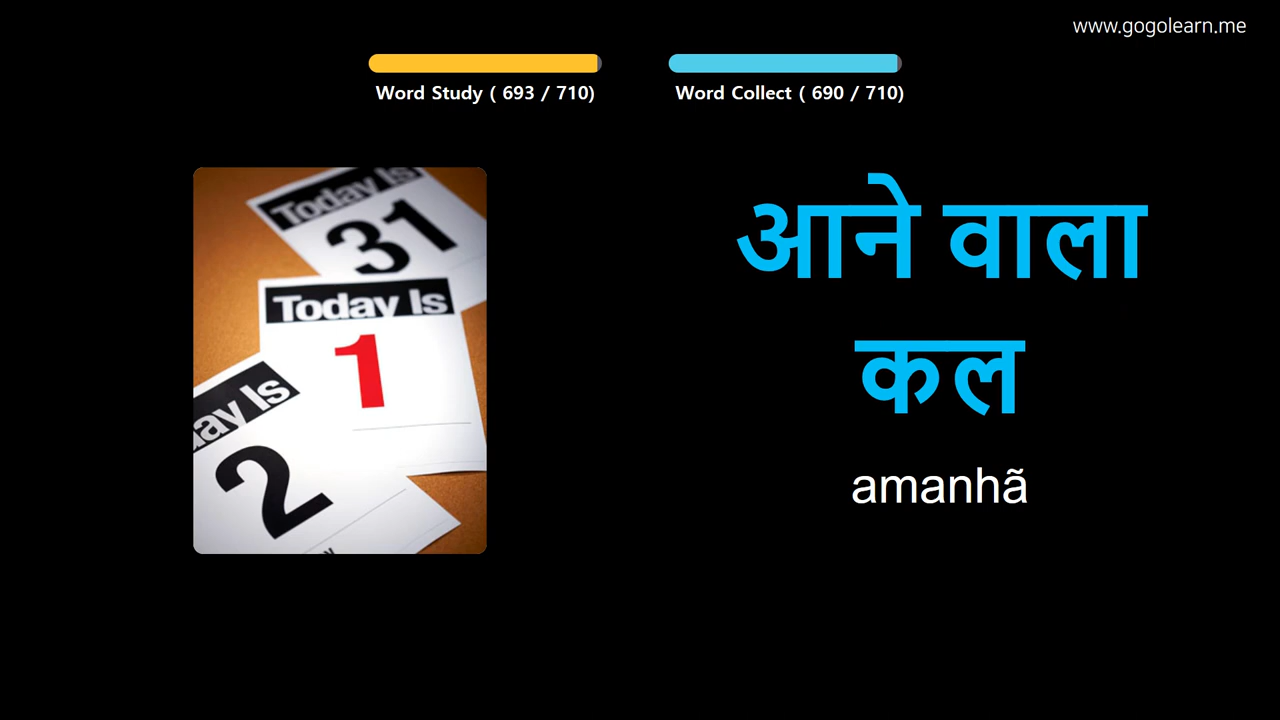 www.gogolearn.me
Word Study ( 693 / 710)
Word Collect ( 690 / 710)
Today Is
31
Today Is
1
ay Is
2
आने वाला
कल
amanhã